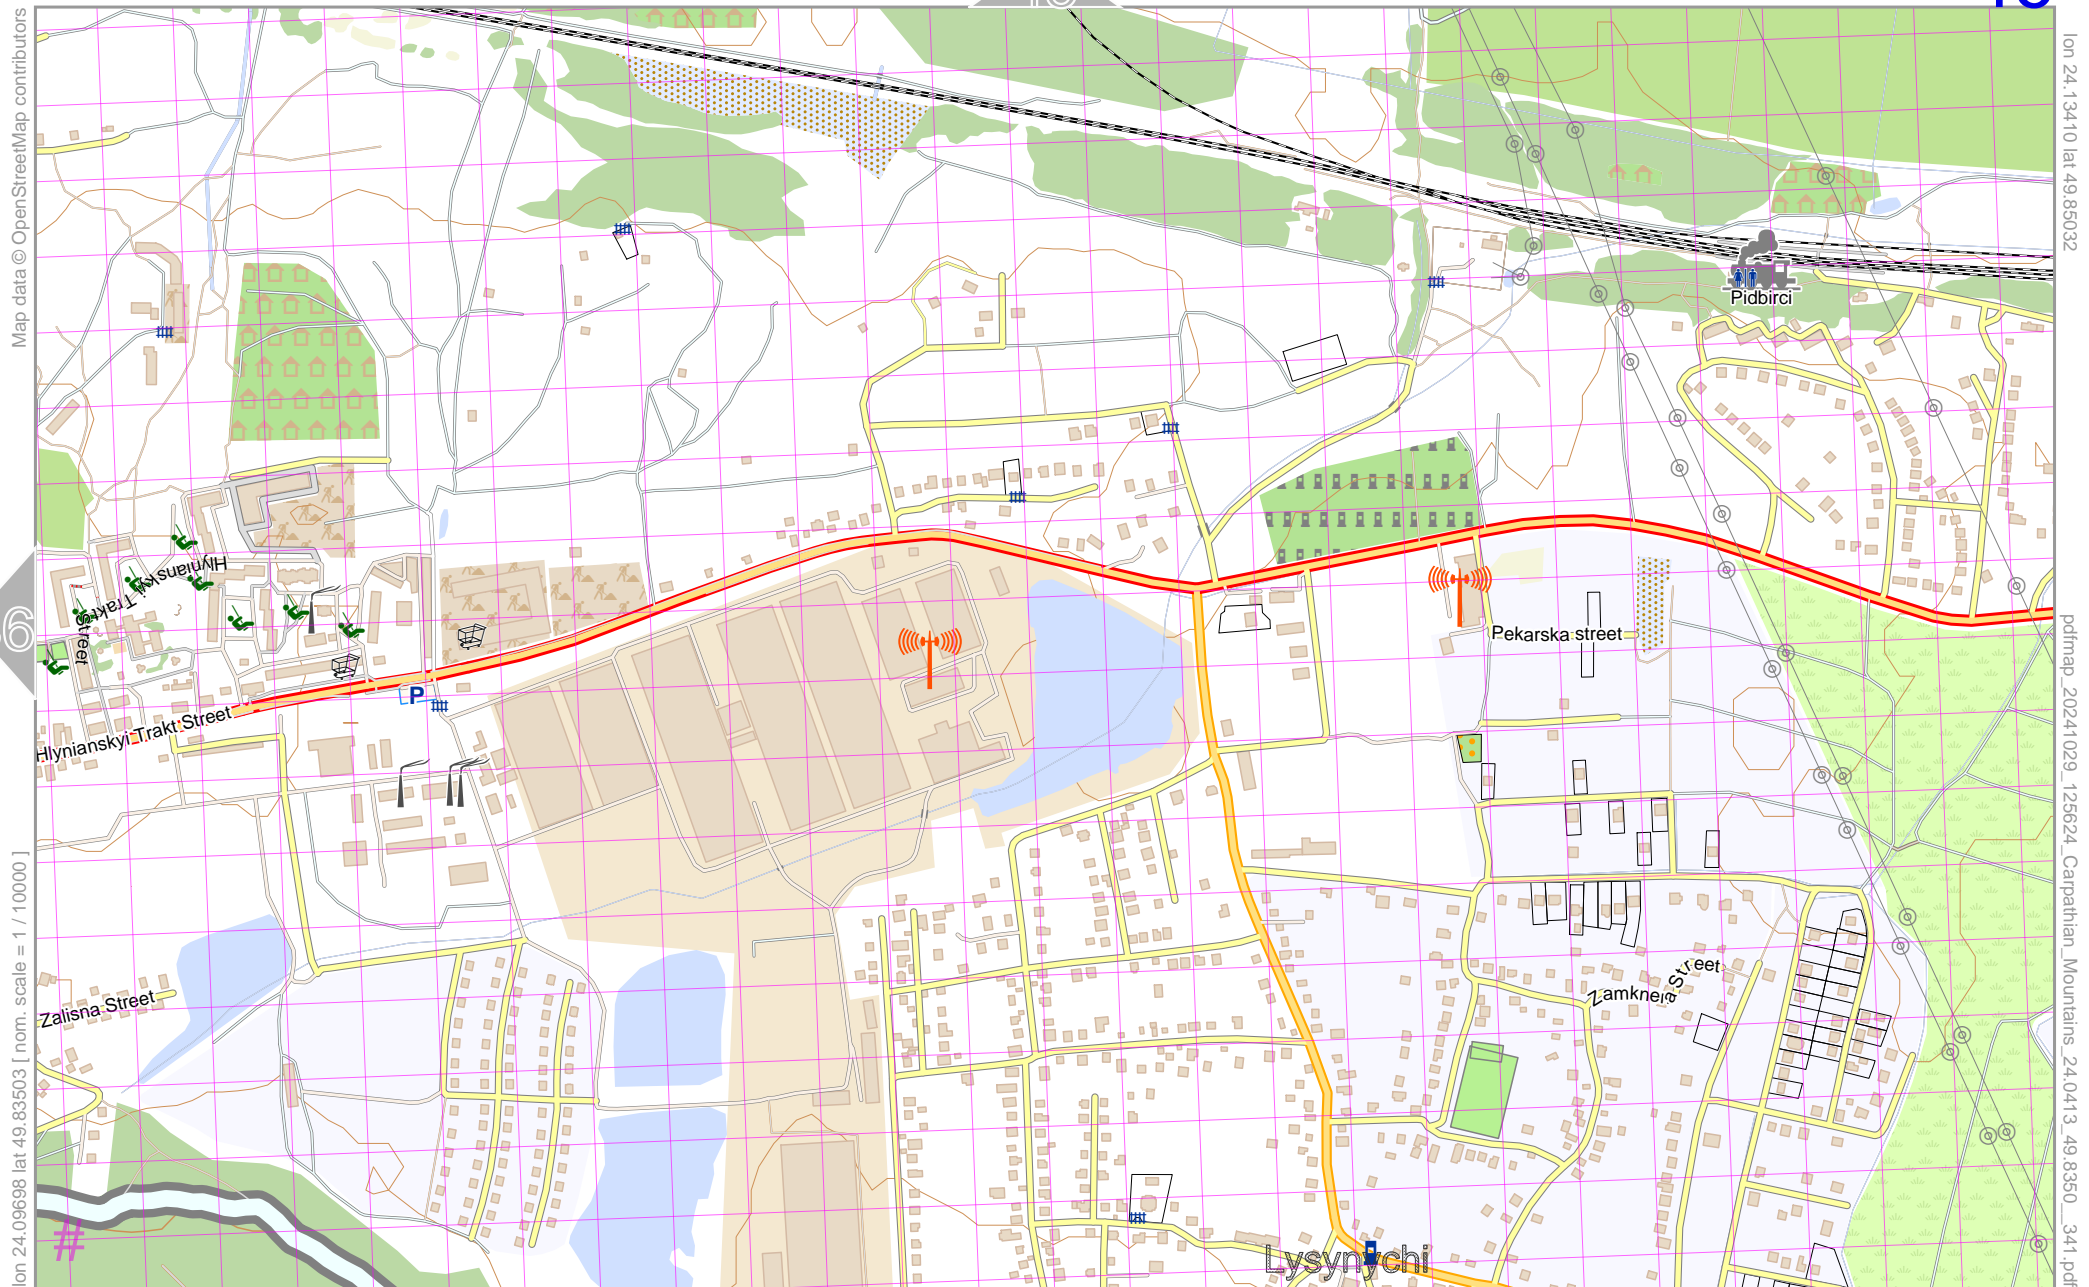 Map data © OpenStreetMap contributors
lon 24.13410 lat 49.85032
Pidbirci
Hlynianskyi Trakt
Street
Pekarska street
P
Hlynianskyi Trakt Street
Zalisna Street
Zamknena Street
Lysynychi
#
lon 24.09698 lat 49.83503 [ nom. scale = 1 / 10000 ]
pdfmap_20241029_125624_Carpathian_Mountains_24.0413_49.8350__341.pdf